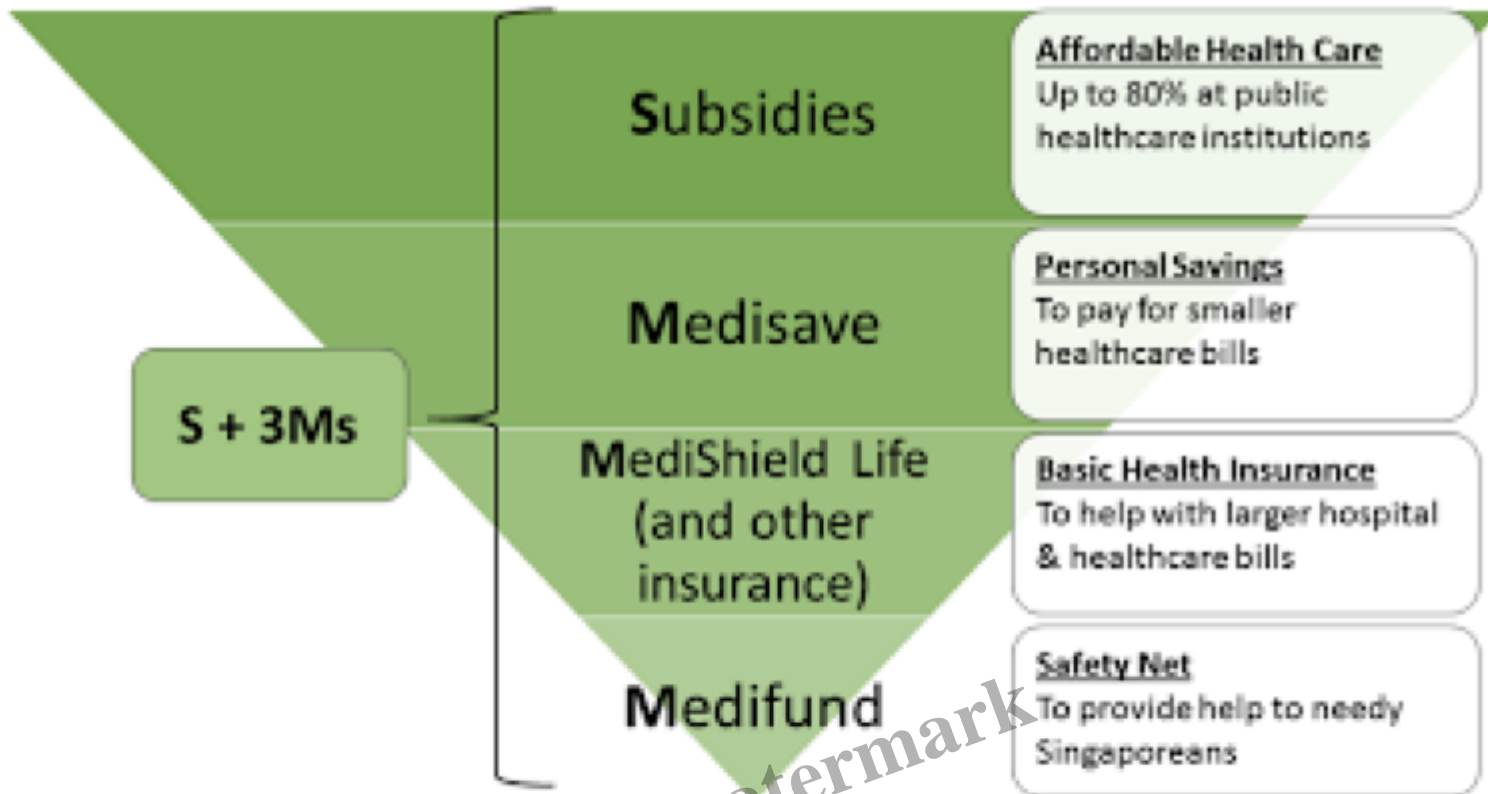 Subsidies
Affordable Health Care
Up to 80% at public
healthcare institutions
Medisave
Personal Savings
To pay for smaller
healthcare bills
S + 3Ms
MediShield Life
(and other
insurance)
Basic Health Insurance
To help with larger hospital
& healthcare bills
Medifund
Safety Net
To provide help to needy
Singaporeans